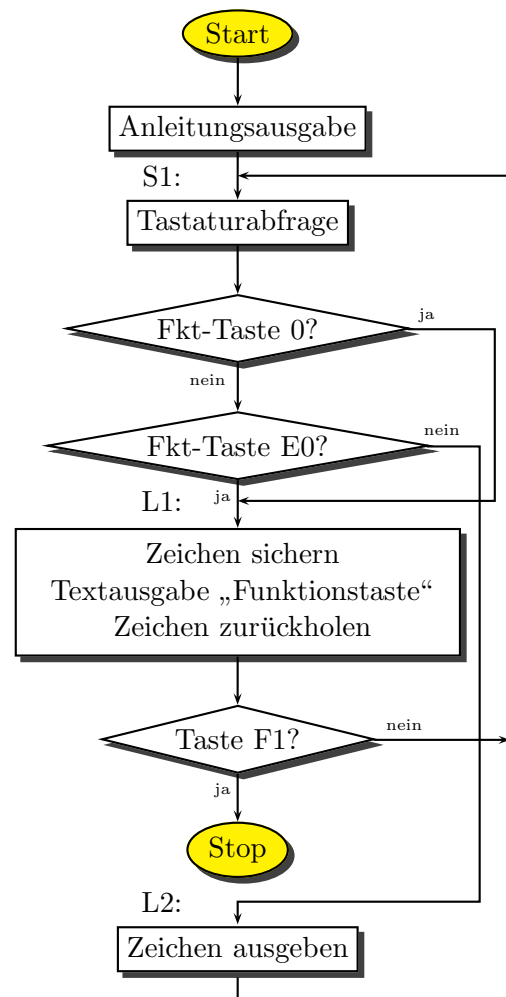 Start
Anleitungsausgabe
S1:
Tastaturabfrage
Fkt-Taste 0?
ja
nein
Fkt-Taste E0?
nein
L1:
ja
Zeichen sichern
Textausgabe „Funktionstaste“
Zeichen zurückholen
Taste F1?
nein
ja
Stop
L2:
Zeichen ausgeben